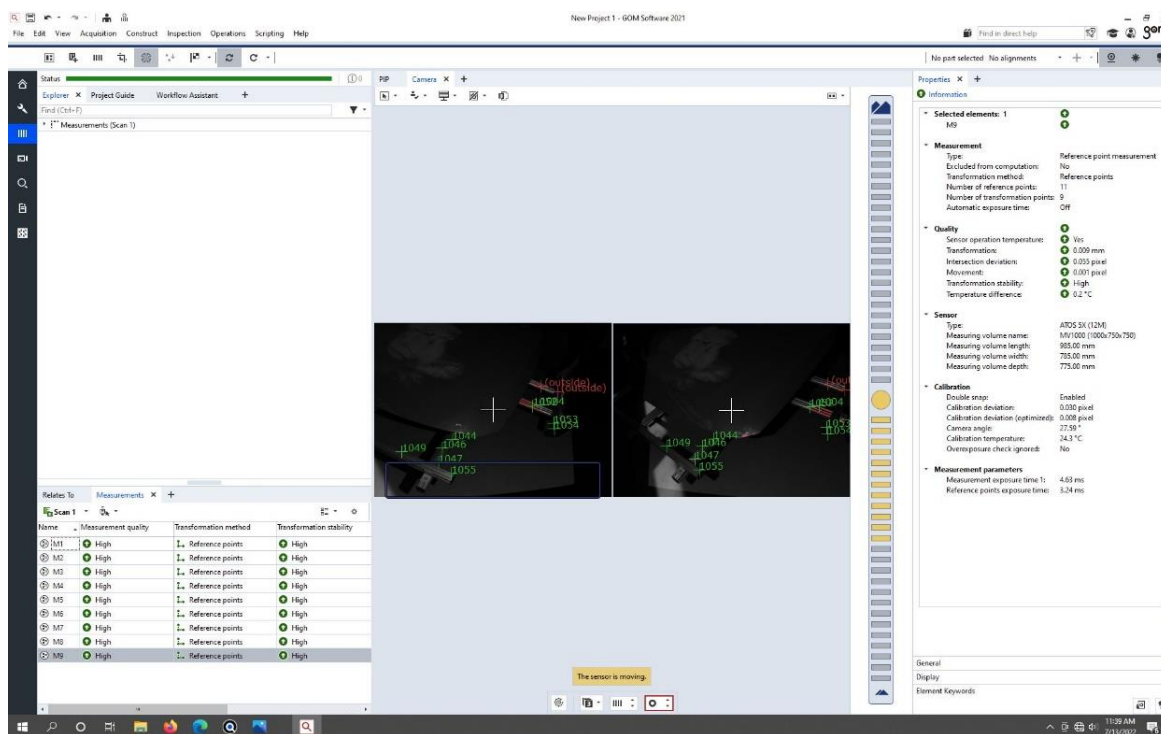 New Project 1 - GOM Software 2021
File Edit View Acquisition Construct Inspection Operations Scripting Help
Find in direct help
gom
No part selected No alignments
Status
0
Explorer Project Guide Workflow Assistant
Find (Ctrl+F)
Measurements (Scan 1)
PIP Camera
(outside)
(outside)
1053
1054
1044
1049 1046
1047
1055
1044
1049 1046
1047
1055
1053
1054
The sensor is moving.
Relates To Measurements
Scan 1
Name Measurement quality Transformation method Transformation stability
M1 High Reference points High
M2 High Reference points High
M3 High Reference points High
M4 High Reference points High
M5 High Reference points High
M6 High Reference points High
M7 High Reference points High
M8 High Reference points High
M9 High Reference points High
Properties
Information
Selected elements: 1
M9
Measurement
Type: Reference point measurement
Excluded from computation: No
Transformation method: Reference points
Number of reference points: 11
Number of transformation points: 9
Automatic exposure time: Off
Quality
Sensor operation temperature: Yes
Transformation: 0.009 mm
Intersection deviation: 0.055 pixel
Movement: 0.001 pixel
Transformation stability: High
Temperature difference: 0.2 °C
Sensor
Type: ATOS 5X (12M)
Measuring volume name: MV1000 (1000x750x750)
Measuring volume length: 985.00 mm
Measuring volume width: 785.00 mm
Measuring volume depth: 775.00 mm
Calibration
Double snap: Enabled
Calibration deviation: 0.030 pixel
Calibration deviation (optimized): 0.008 pixel
Camera angle: 27.59 °
Calibration temperature: 24.3 °C
Overexposure check ignored: No
Measurement parameters
Measurement exposure time 1: 4.63 ms
Reference points exposure time: 3.24 ms
General
Display
Element Keywords
11:39 AM
7/13/2022